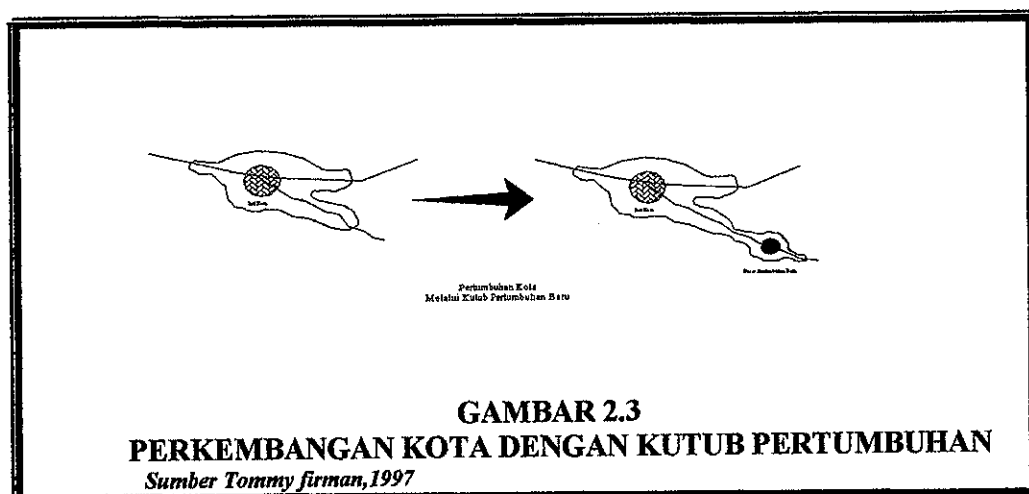 Pertumbuhan Kota
Melalui Kutub Pertumbuhan Baru
GAMBAR 2.3
PERKEMBANGAN KOTA DENGAN KUTUB PERTUMBUHAN
Sumber Tommy firman,1997